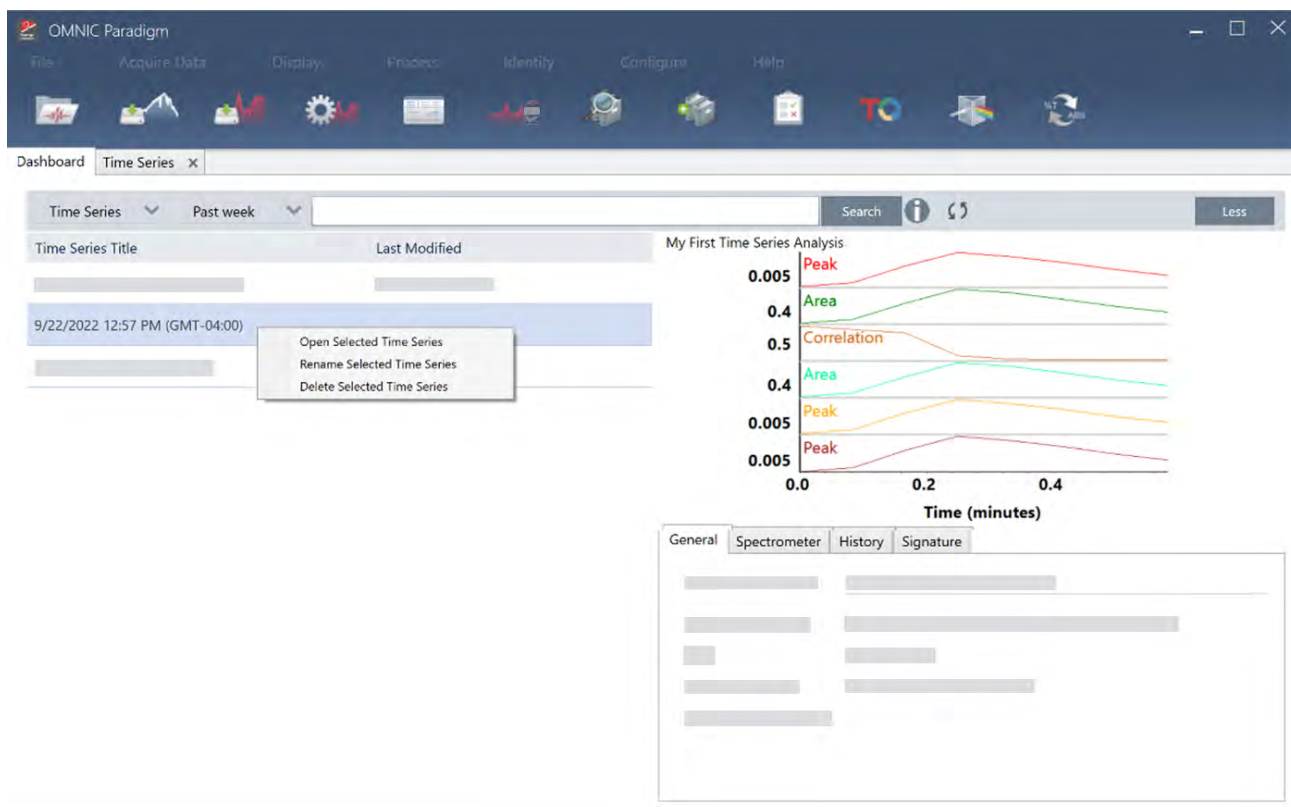 OMNIC Paradigm
File Acquire Data Display Process Identify Configure Help
TQ %T ABS
Dashboard Time Series ×
Time Series Past week Search i Less
Time Series Title Last Modified
9/22/2022 12:57 PM (GMT-04:00)
Open Selected Time Series
Rename Selected Time Series
Delete Selected Time Series
My First Time Series Analysis
0.005 Peak
0.4 Area
0.5 Correlation
0.4 Area
0.005 Peak
0.005 Peak
0.0 0.2 0.4
Time (minutes)
General Spectrometer History Signature